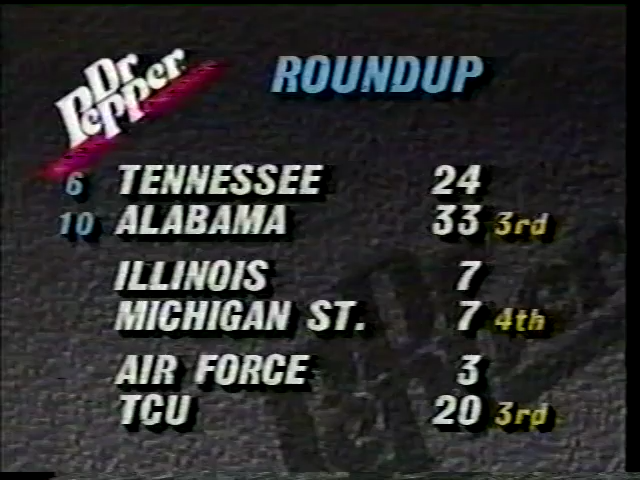 Dr Pepper ROUNDUP
6 TENNESSEE 24
10 ALABAMA 33 3rd
ILLINOIS 7
MICHIGAN ST. 7 4th
AIR FORCE 3
TCU 20 3rd